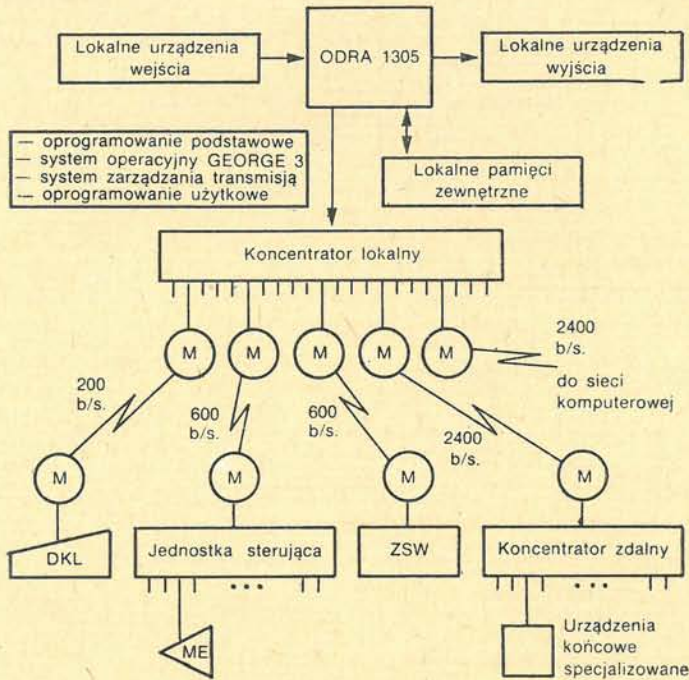 Lokalne urządzenia
wejścia
ODRA 1305
Lokalne urządzenia
wyjścia
— oprogramowanie podstawowe
— system operacyjny GEORGE 3
— system zarządzania transmisją
— oprogramowanie użytkowe
Lokalne pamięci
zewnętrzne
Koncentrator lokalny
M
M
M
M
M
2400
b/s.
do sieci
komputerowej
200
b/s.
600
b/s.
600
b/s.
2400
b/s.
M
M
M
M
DKL
Jednostka sterująca
ZSW
Koncentrator zdalny
ME
Urządzenia
końcowe
specjalizowane